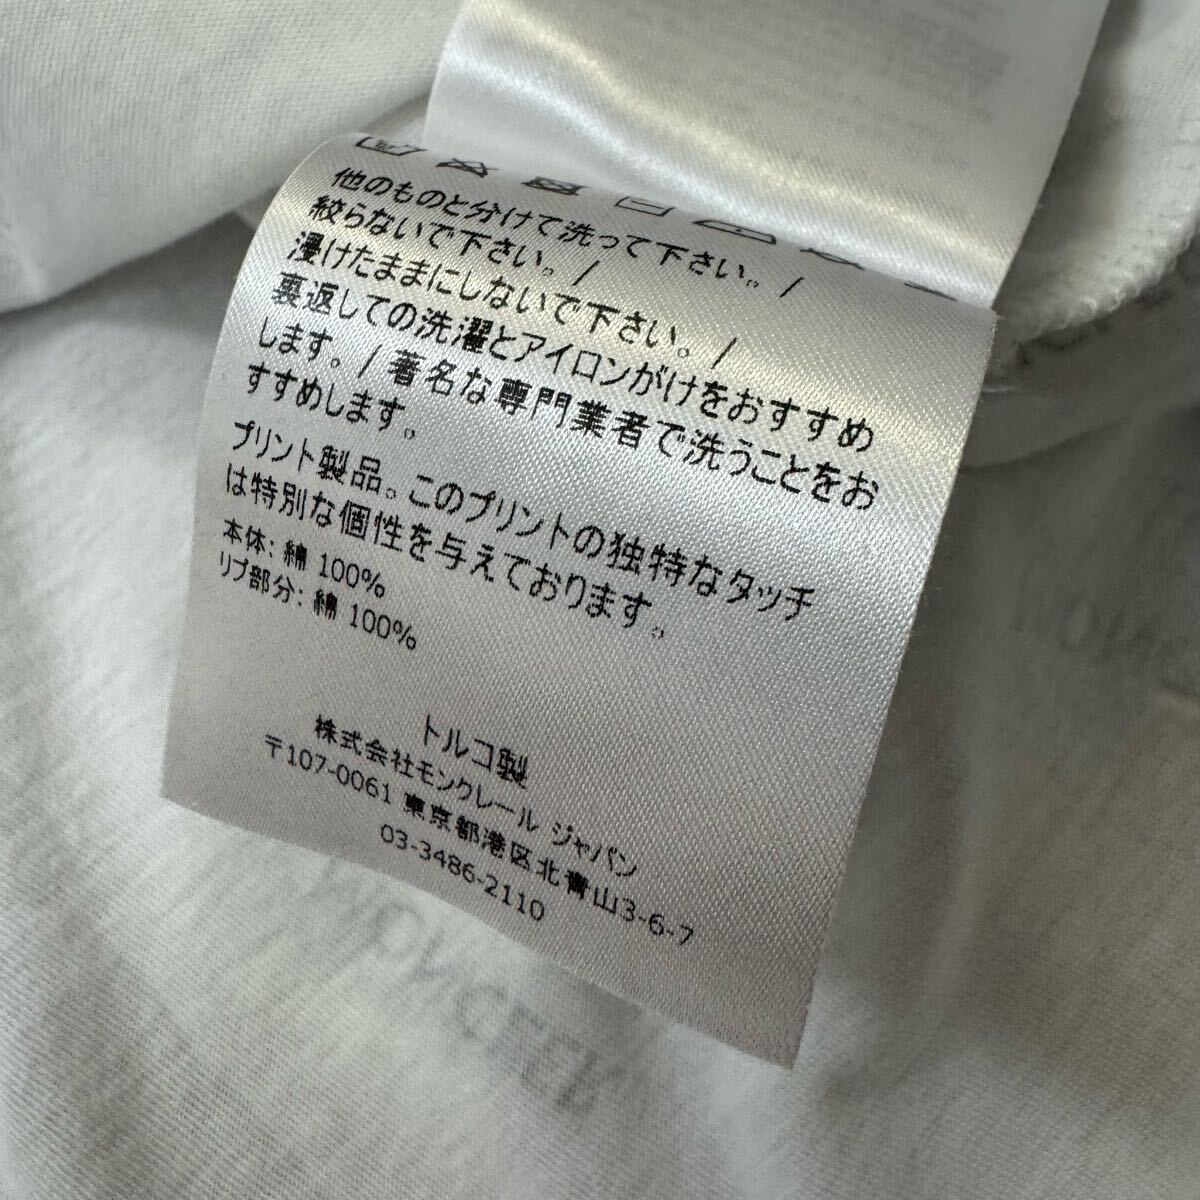 他のものと分けて洗って下さい。/
絞らないで下さい。/
浸けたままにしないで下さい。/
裏返しての洗濯とアイロンがけをおすすめ
します。/ 著名な専門業者で洗うことをお
すすめします。
プリント製品。このプリントの独特なタッチ
は特別な個性を与えております。
本体: 綿 100%
リブ部分: 綿 100%
トルコ製
株式会社モンクレール ジャパン
〒107-0061 東京都港区北青山3-6-7
03-3486-2110